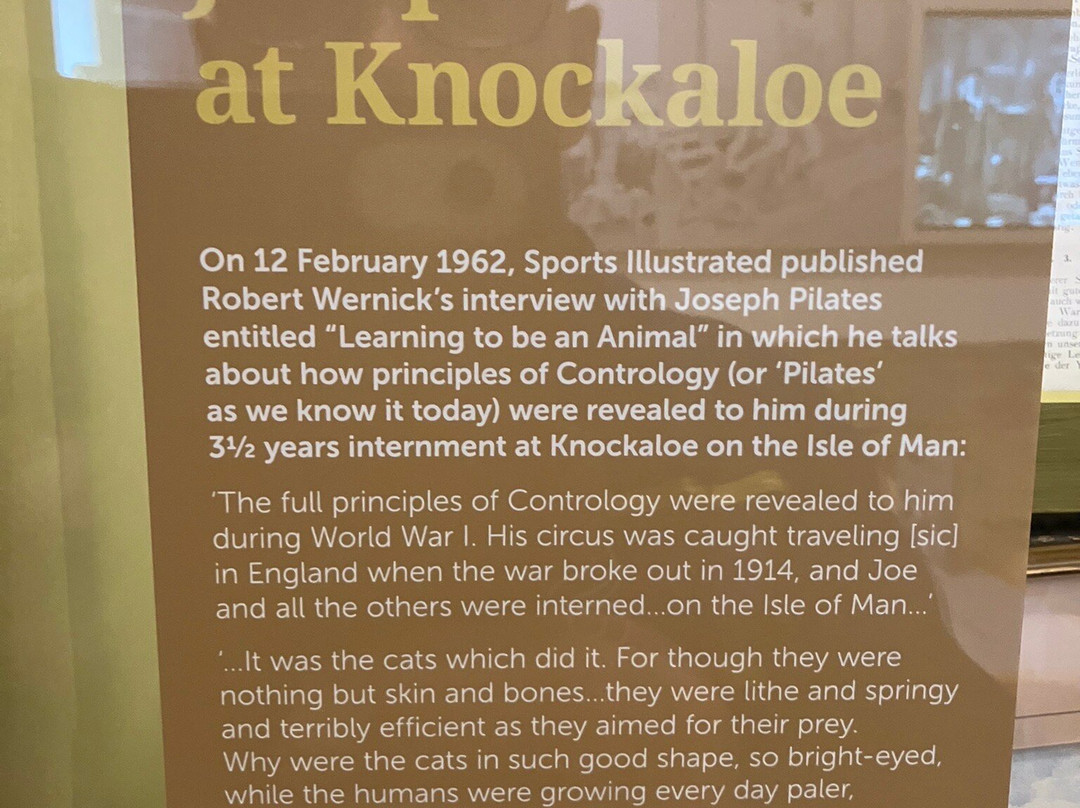 at Knockaloe
On 12 February 1962, Sports Illustrated published
Robert Wernick's interview with Joseph Pilates
entitled “Learning to be an Animal” in which he talks
about how principles of Contrology (or ‘Pilates’
as we know it today) were revealed to him during
3½ years internment at Knockaloe on the Isle of Man:
‘The full principles of Contrology were revealed to him
during World War I. His circus was caught traveling [sic]
in England when the war broke out in 1914, and Joe
and all the others were interned...on the Isle of Man...‘
‘...It was the cats which did it. For though they were
nothing but skin and bones...they were lithe and springy
and terribly efficient as they aimed for their prey.
Why were the cats in such good shape, so bright-eyed,
while the humans were growing every day paler,